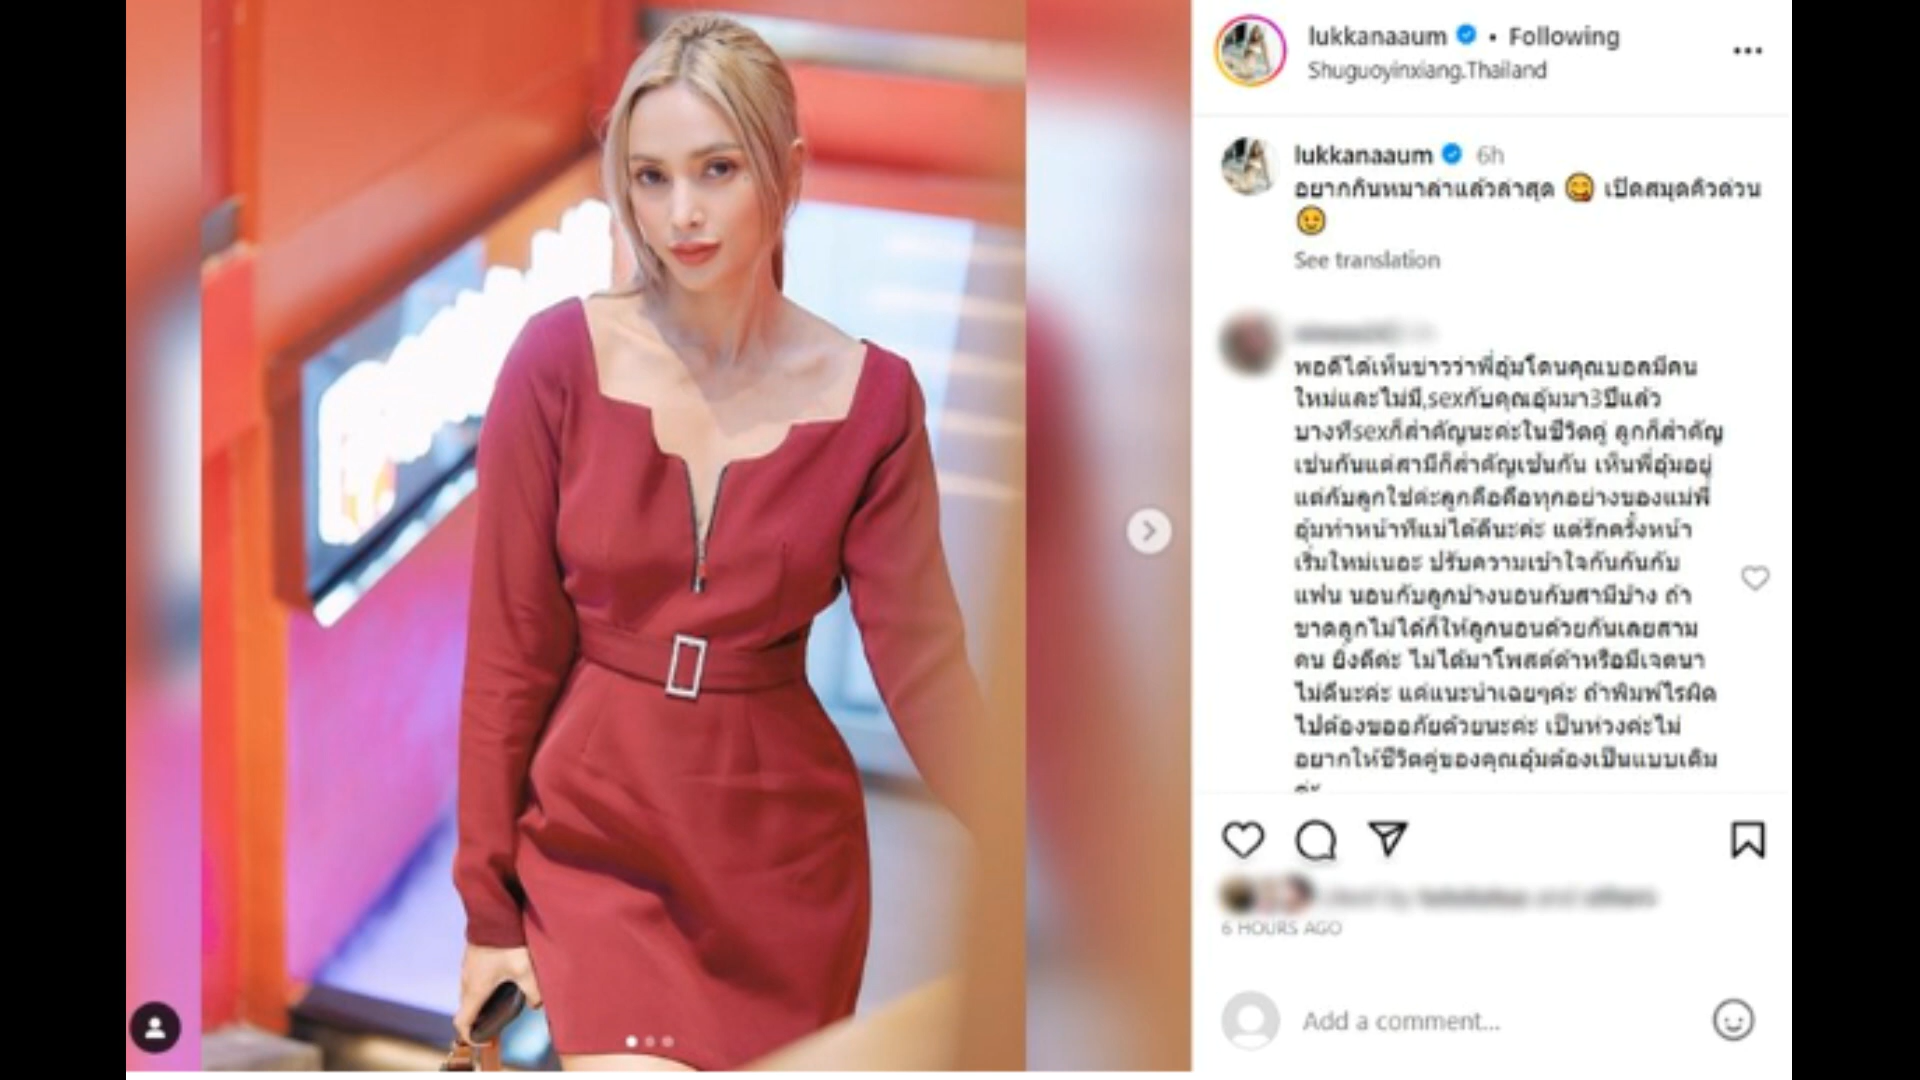 lukkanaaum • Following
Shuguoyinxiang.Thailand
lukkanaaum 6h
อยากกินหมาล่าแล้วล่าสุด 😋 เปิดสมุดคิวด่วน
😉
See translation
พอดีได้เห็นข่าวว่าพี่อุ้มโดนคุณบอลมีคน
ใหม่และไม่มี,sexกับคุณอุ้มมา3ปีแล้ว
บางทีsexก็สำคัญนะค่ะในชีวิตคู่ ลูกก็สำคัญ
เช่นกันแต่สามีก็สำคัญเช้นกัน เห็นพี่อุ้มอยู่
แต่กับลูกใช่ค่ะลูกคือคือทุกอย่างของแม่พี่
อุ้มทำหน้าที่แม่ได้ดีนะค่ะ แต่รักครั้งหน้า
เริ่มใหม่เนอะ ปรับความเข้าใจกันกันกับ
แฟน นอนกับลูกบ้างนอนกับสามีบ้าง ถ้า
ขาดลูกไม่ได้ก็ให้ลูกนอนด้วยกันเลยสาม
คน ยิ่งดีค่ะ ไม่ได้มาโพสต์ด่าหรือมีเจตนา
ไม่ดีนะค่ะ แค่แนะนำเฉยๆค่ะ ถ้าพิมพ์ไรผิด
ไปต้องขออภัยด้วยนะค่ะ เป็นห่วงค่ะไม่
อยากให้ชีวิตคู่ของคุณอุ้มต้องเป็นแบบเดิม
6 HOURS AGO
Add a comment...